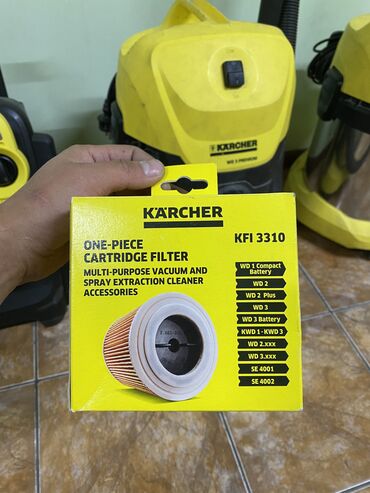 KÄRCHER
WD 3 PREMIUM
KÄRCHER
ONE-PIECE
CARTRIDGE FILTER
MULTI-PURPOSE VACUUM AND
SPRAY EXTRACTION CLEANER
ACCESSORIES
KFI 3310
WD 1 Compact
Battery
WD 2
WD 2 Plus
WD 3
WD 3 Battery
KWD 1 - KWD 3
WD 2.xxx
WD 3.xxx
SE 4001
SE 4002